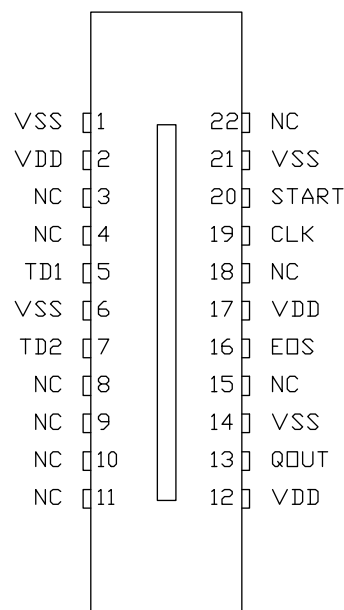 VSS 1 22 NC
VDD 2 21 VSS
NC 3 20 START
NC 4 19 CLK
TD1 5 18 NC
VSS 6 17 VDD
TD2 7 16 EOS
NC 8 15 NC
NC 9 14 VSS
NC 10 13 QOUT
NC 11 12 VDD